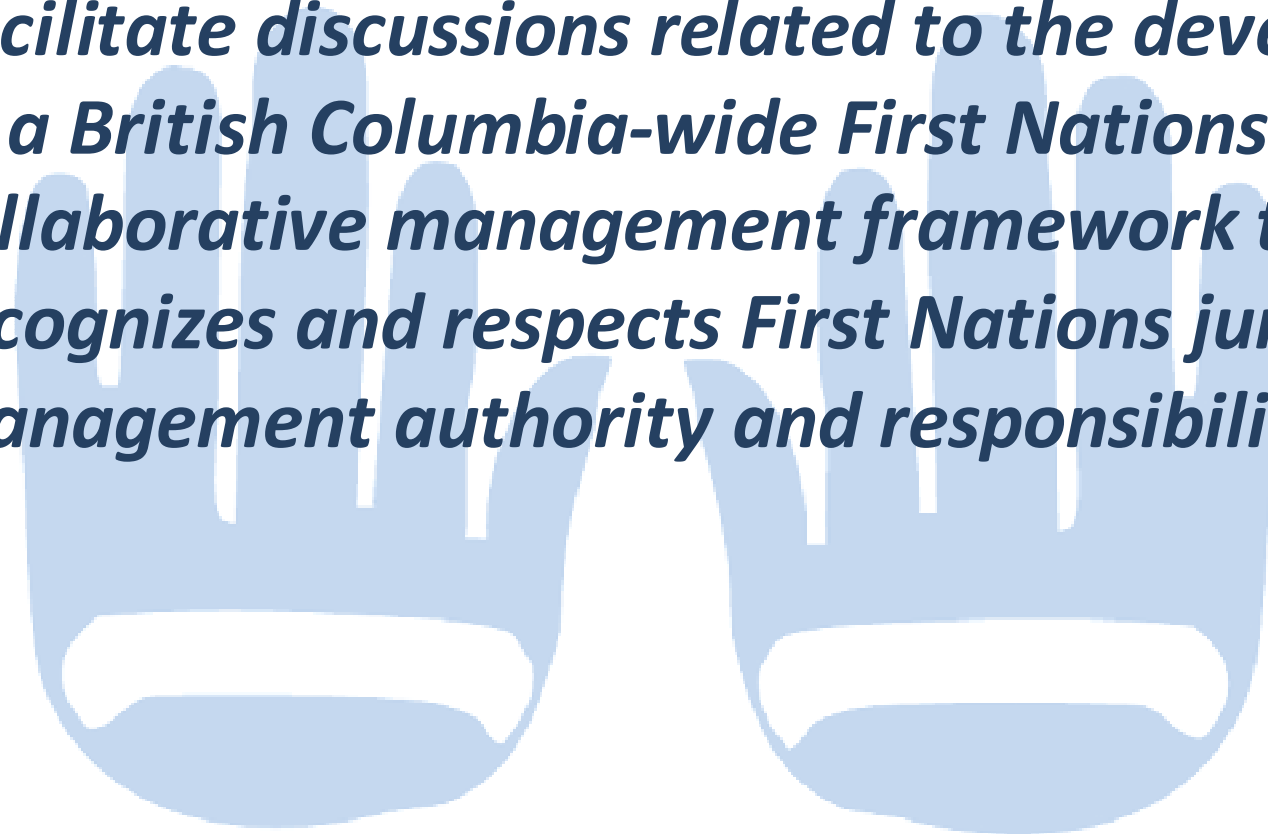 cilitate discussions related to the deve
a British Columbia-wide First Nations
llaborative management framework t
cognizes and respects First Nations jur
anagement authority and responsibili